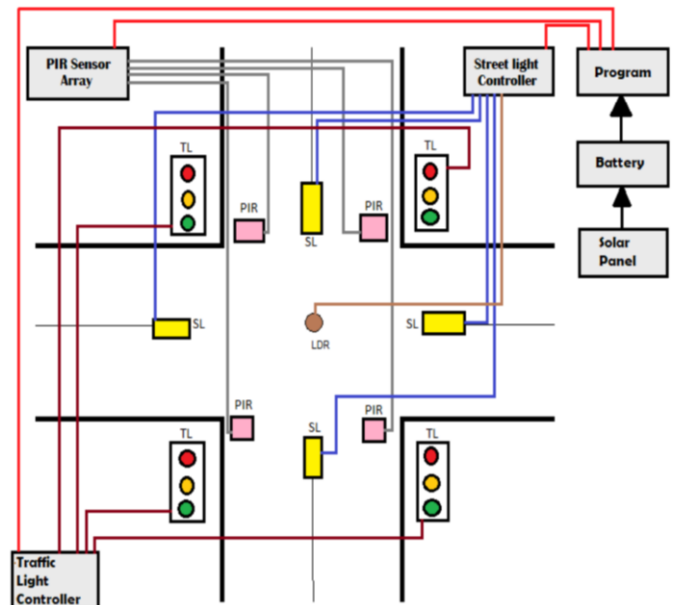 PIR Sensor
Array
Street light
Controller
Program
TL
TL
Battery
PIR
PIR
SL
Solar
Panel
SL
SL
LDR
PIR
PIR
SL
TL
TL
Traffic
Light
Controller